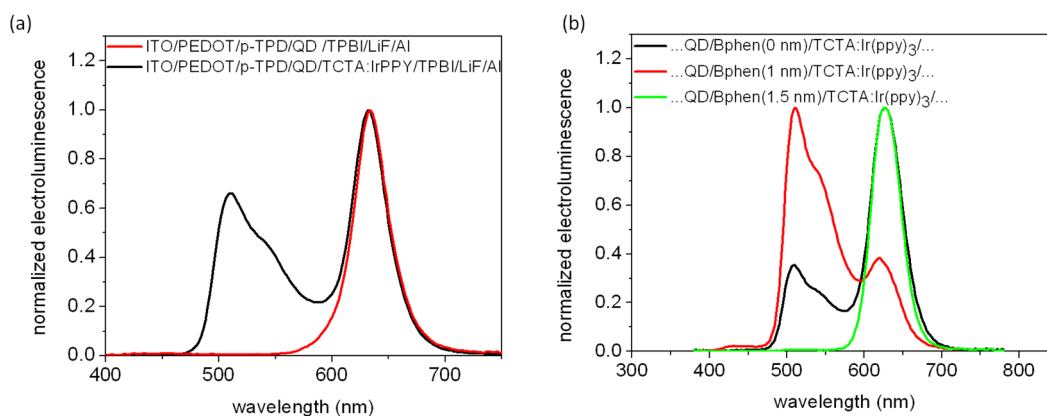 (a)
ITO/PEDOT/p-TPD/QD /TPBI/LiF/Al
ITO/PEDOT/p-TPD/QD/TCTA:IrPPY/TPBI/LiF/Al
normalized electroluminescence
1.2
1.0
0.8
0.6
0.4
0.2
0.0
400 500 600 700
wavelength (nm)
(b)
...QD/Bphen(0 nm)/TCTA:Ir(ppy)3/...
...QD/Bphen(1 nm)/TCTA:Ir(ppy)3/...
...QD/Bphen(1.5 nm)/TCTA:Ir(ppy)3/...
normalized electroluminescence
1.2
1.0
0.8
0.6
0.4
0.2
0.0
300 400 500 600 700 800
wavelength (nm)